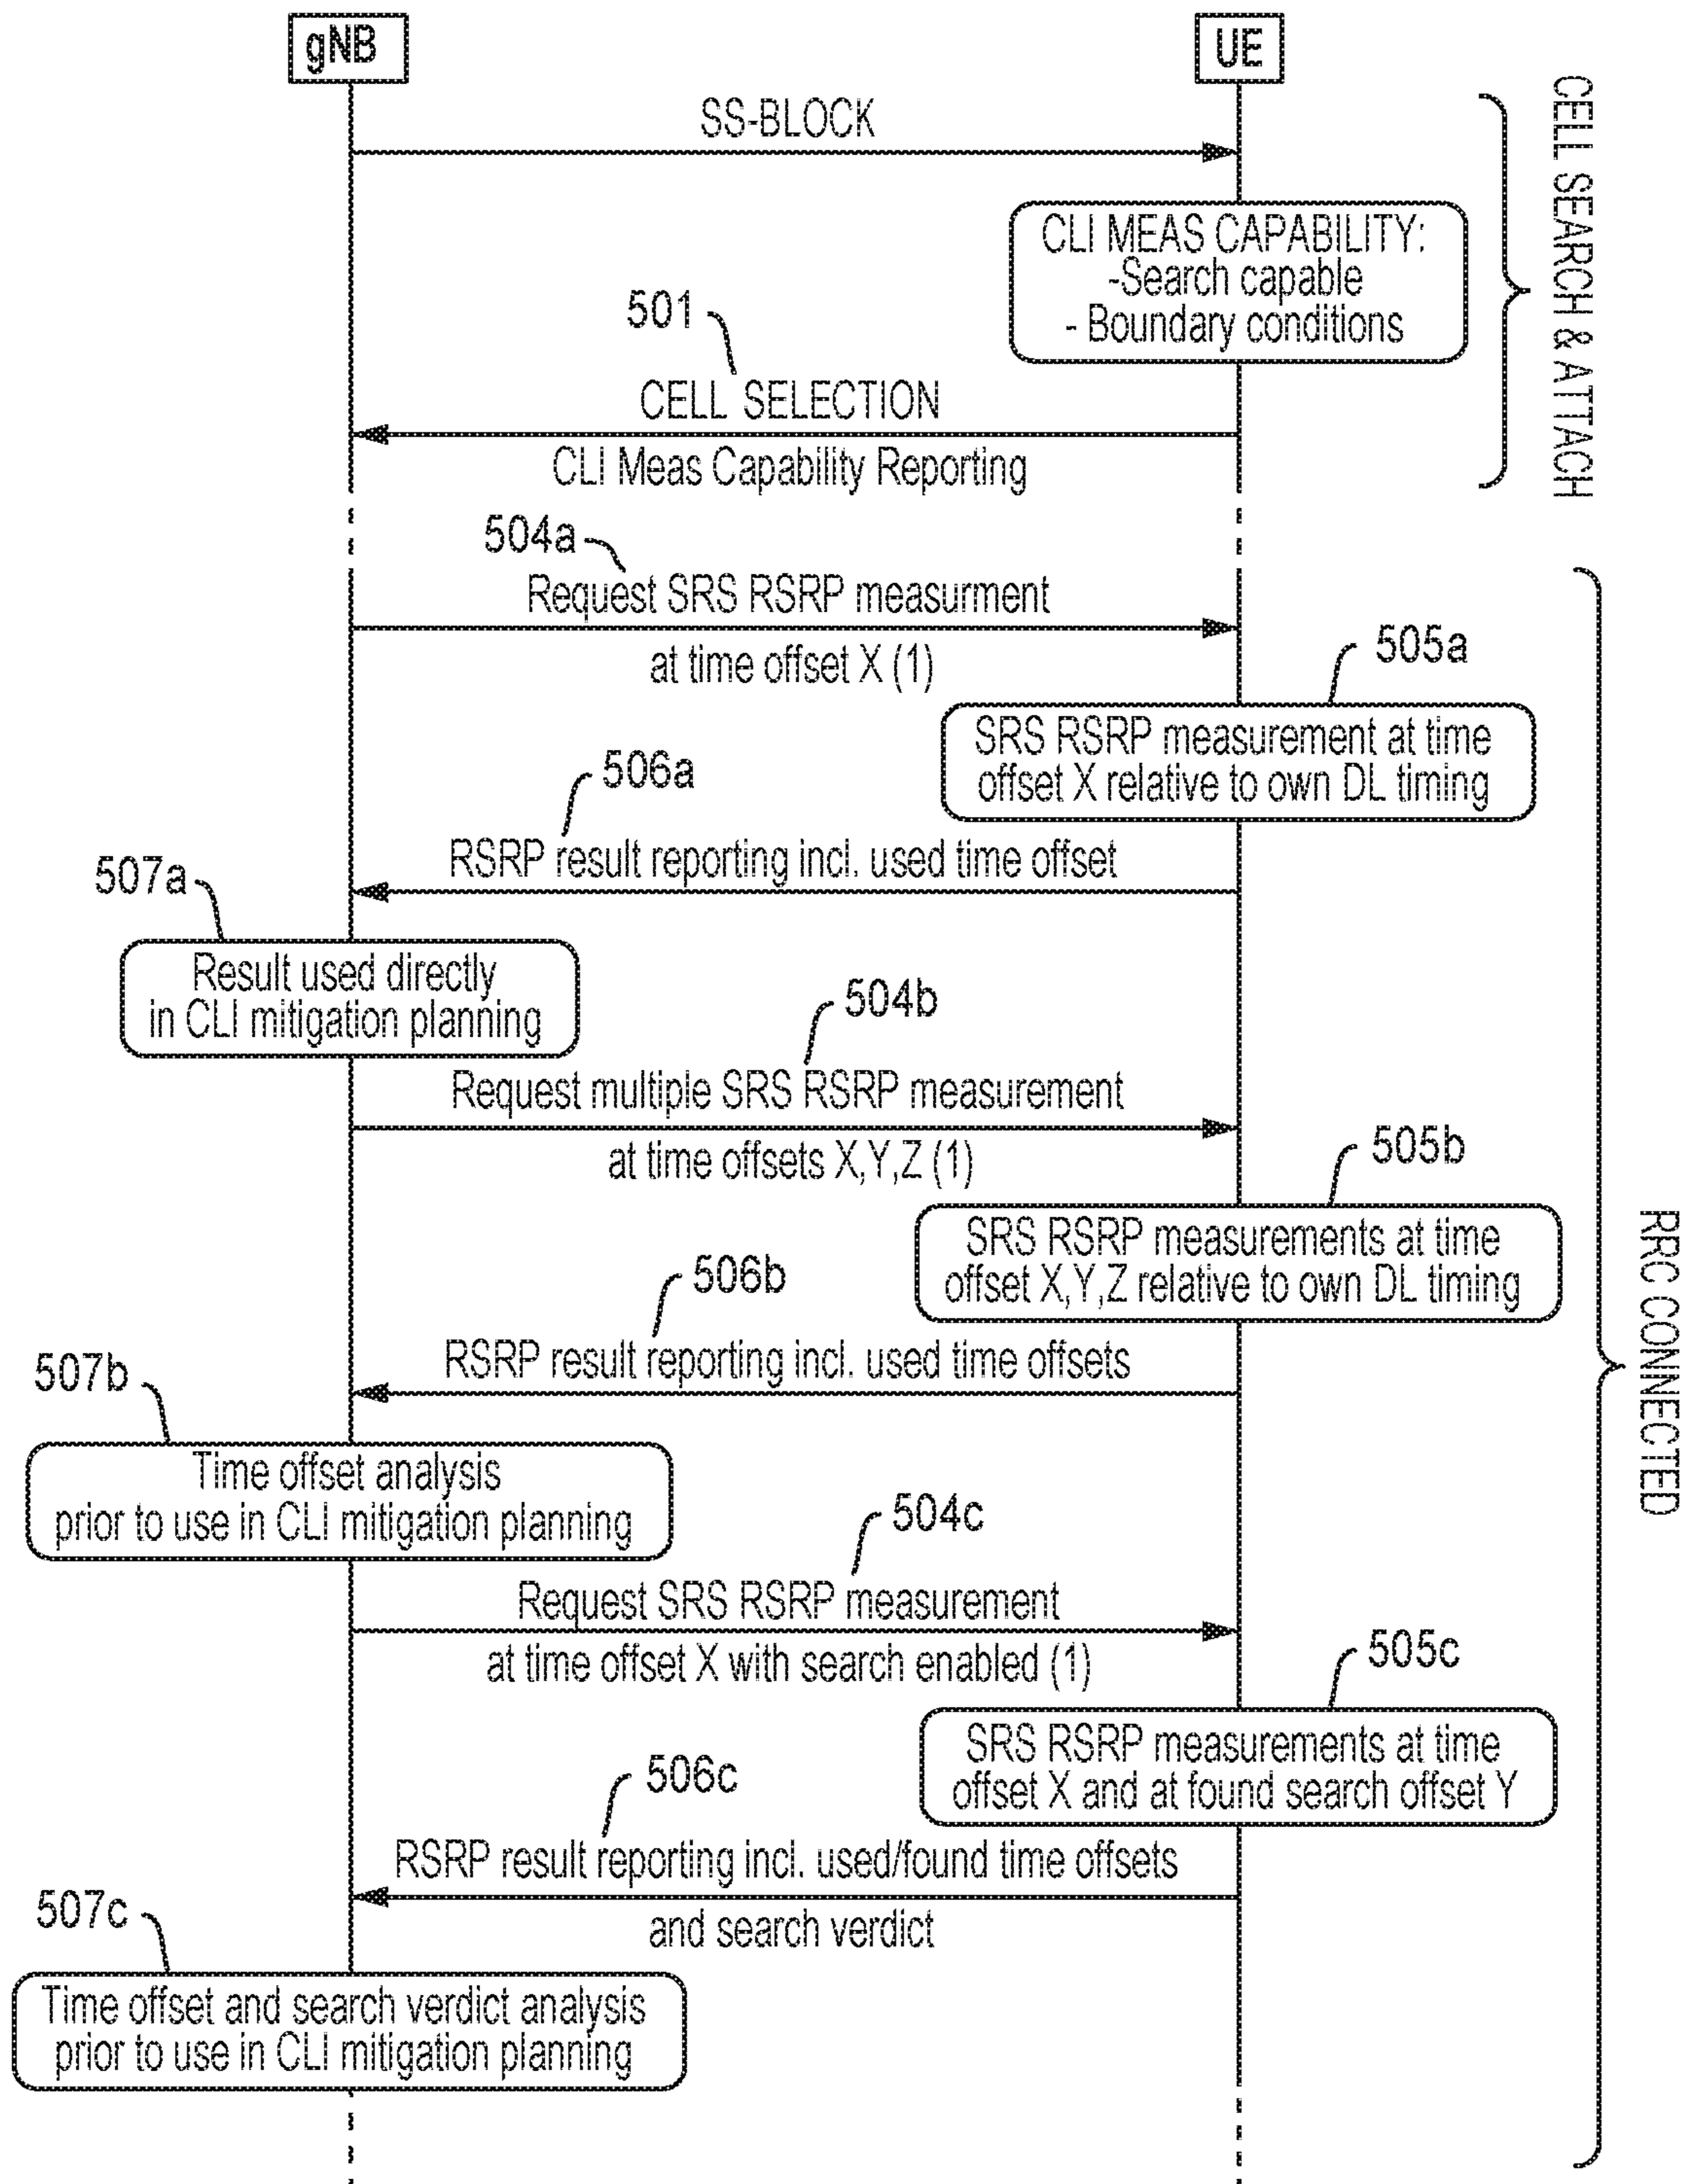 gNB
UE
SS-BLOCK
CLI MEAS CAPABILITY:
-Search capable
- Boundary conditions
CELL SEARCH & ATTACH
501
CELL SELECTION
CLI Meas Capability Reporting
504a
Request SRS RSRP measurment
at time offset X (1)
505a
SRS RSRP measurement at time
offset X relative to own DL timing
506a
RSRP result reporting incl. used time offset
507a
Result used directly
in CLI mitigation planning
504b
Request multiple SRS RSRP measurement
at time offsets X,Y,Z (1)
505b
SRS RSRP measurements at time
offset X,Y,Z relative to own DL timing
RRC CONNECTED
506b
RSRP result reporting incl. used time offsets
507b
Time offset analysis
prior to use in CLI mitigation planning
504c
Request SRS RSRP measurement
at time offset X with search enabled (1)
505c
SRS RSRP measurements at time
offset X and at found search offset Y
506c
RSRP result reporting incl. used/found time offsets
and search verdict
507c
Time offset and search verdict analysis
prior to use in CLI mitigation planning